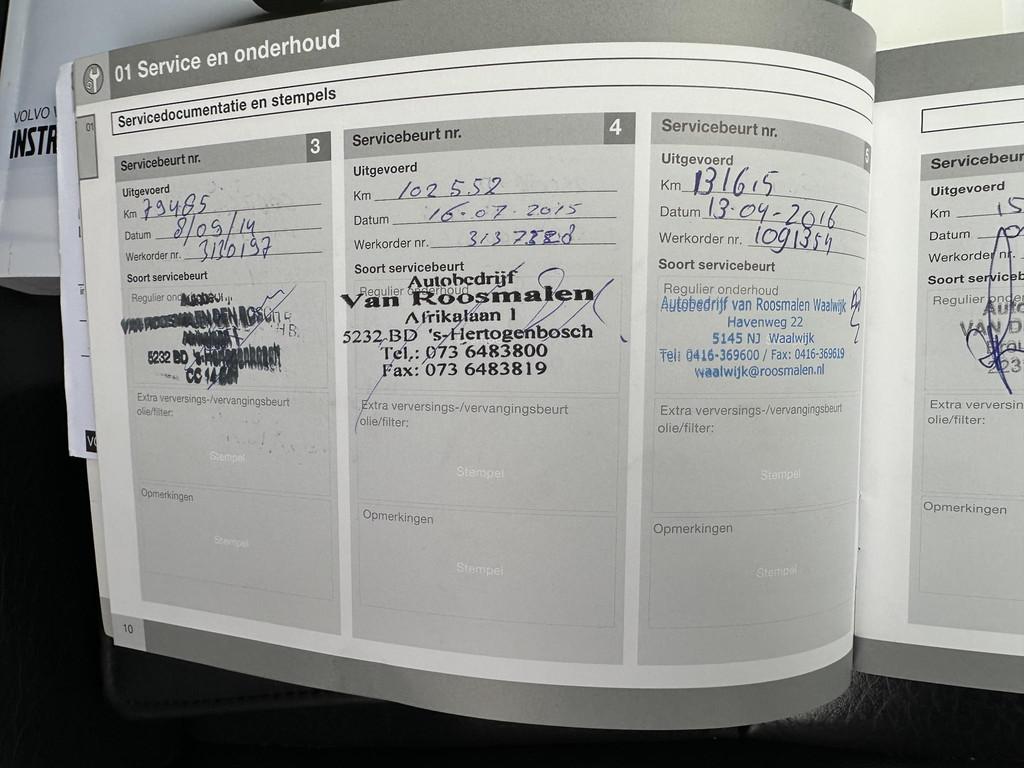 VOLVO
INSTR
01 Service en onderhoud
01
Servicedocumentatie en stempels
Servicebeurt nr. 3
Uitgevoerd
Km 79485
Datum 8/09/14
Werkorder nr. 3130197
Soort servicebeurt
Regulier
5232 BD
Extra verversings-/vervangingsbeurt
olie/filter:
Stempel
Opmerkingen
Stempel
10
Servicebeurt nr. 4
Uitgevoerd
Km 102552
Datum 16-07-2015
Werkorder nr.
Soort servicebeurt
Regulier onderhoud
Autobedrijf
Van Roosmalen
Afrikalaan 1
5232 BD 's-Hertogenbosch
Tel.: 073 6483800
Fax: 073 6483819
Extra verversings-/vervangingsbeurt
olie/filter:
Stempel
Opmerkingen
Stempel
Servicebeurt nr. 5
Uitgevoerd
Km 131615
Datum 13-04-2016
Werkorder nr. 1091354
Soort servicebeurt
Regulier onderhoud
Autobedrijf van Roosmalen Waalwijk
Havenweg 22
5145 NJ Waalwijk
Tel: 0416-369600 / Fax: 0416-369619
waalwijk@roosmalen.nl
Extra verversings-/vervangingsbeurt
olie/filter:
Stempel
Opmerkingen
Stempel
Servicebeur
Uitgevoerd
Km 15
Datum
Werkorder nr.
Soort serviceb
Regulier onde
Auto
VAN D
Extra verversin
olie/filter:
Opmerkingen